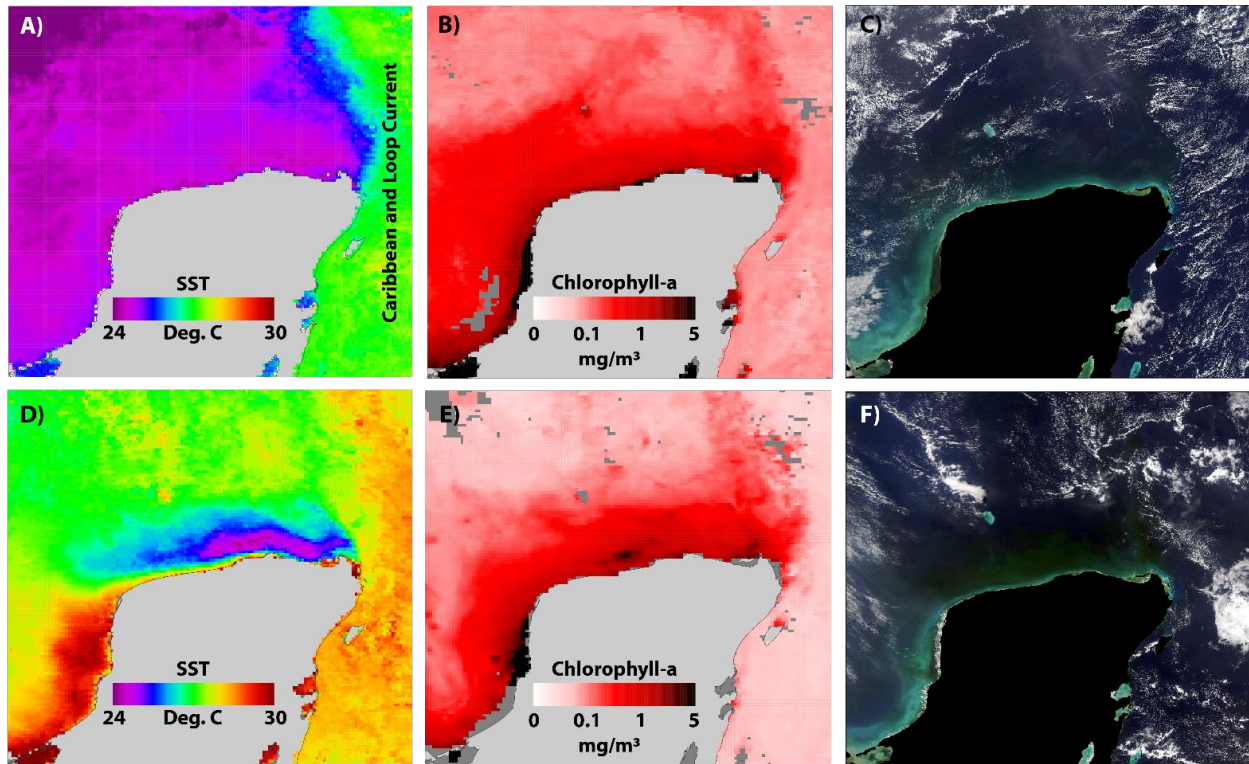 A)
SST
24 Deg. C 30
Caribbean and Loop Current
B)
Chlorophyll-a
0 0.1 1 5
mg/m³
C)
D)
SST
24 Deg. C 30
E)
Chlorophyll-a
0 0.1 1 5
mg/m³
F)